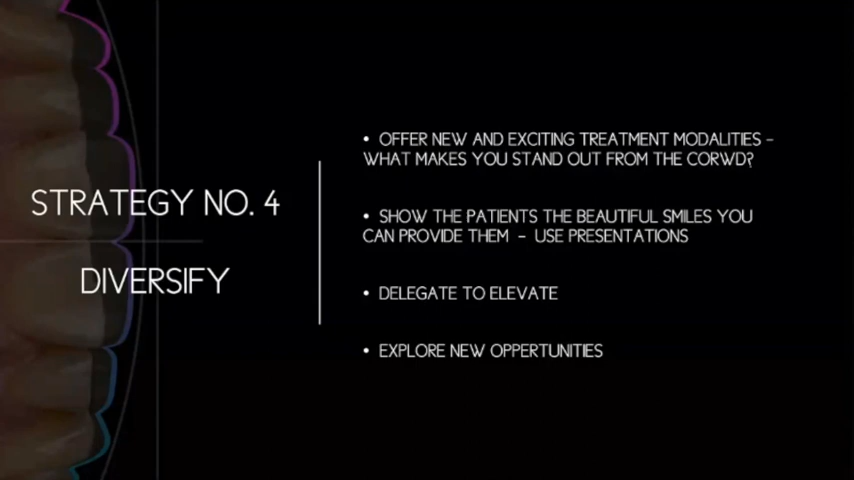 STRATEGY NO. 4
DIVERSIFY
• OFFER NEW AND EXCITING TREATMENT MODALITIES –
WHAT MAKES YOU STAND OUT FROM THE CORWD?
• SHOW THE PATIENTS THE BEAUTIFUL SMILES YOU
CAN PROVIDE THEM – USE PRESENTATIONS
• DELEGATE TO ELEVATE
• EXPLORE NEW OPPERTUNITIES